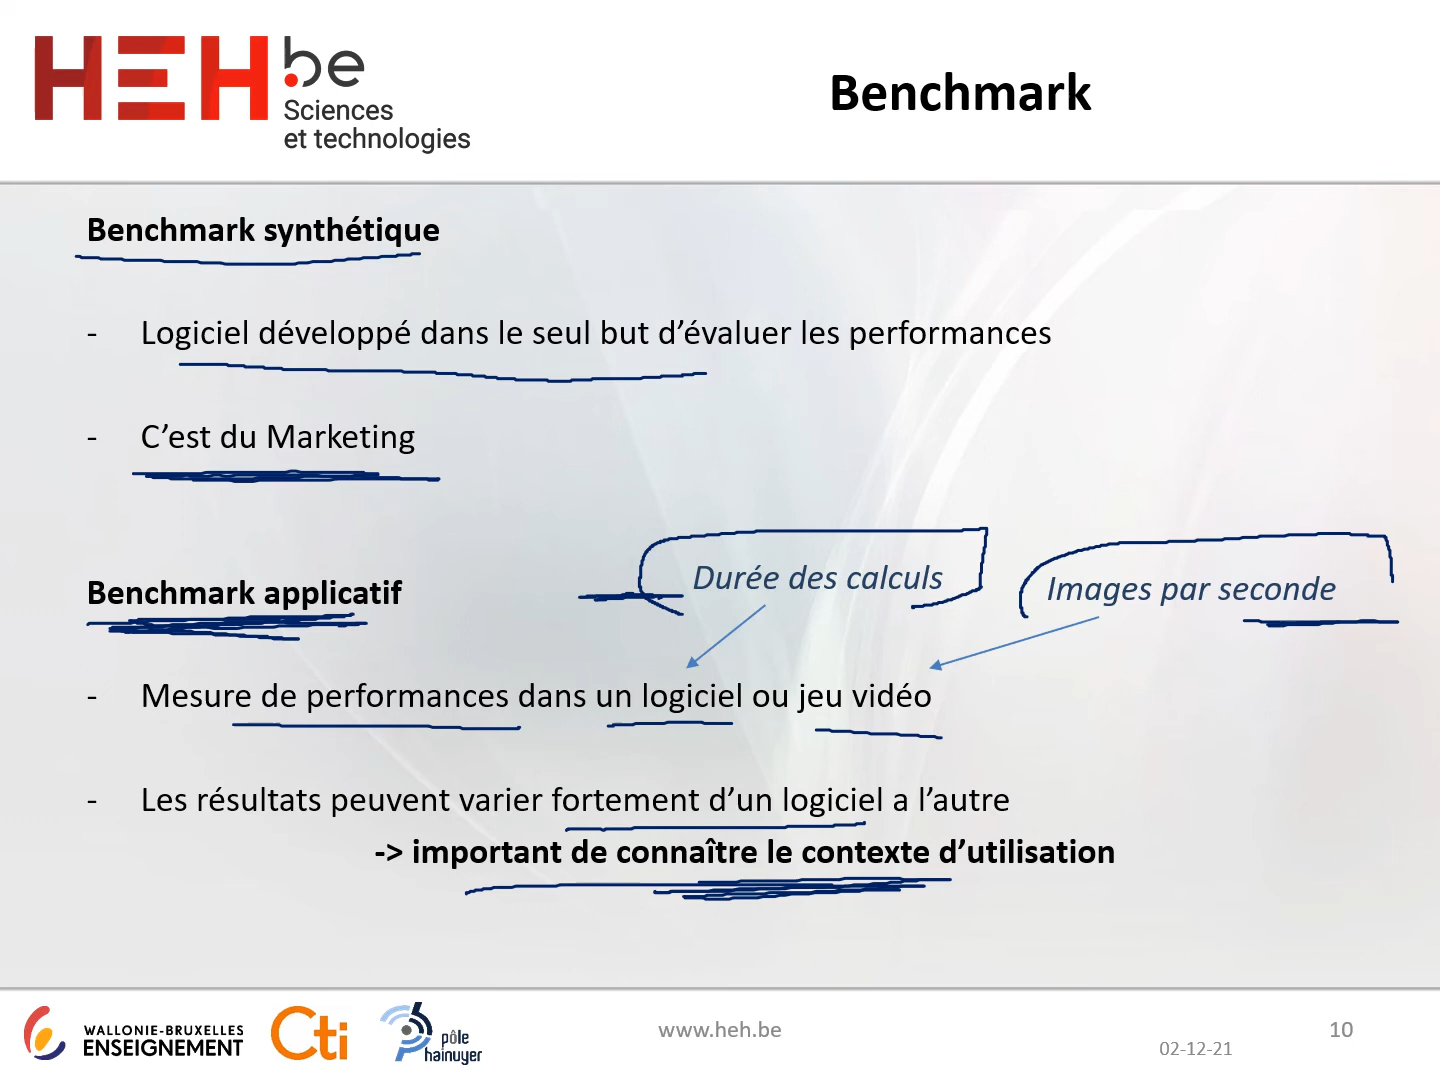 HEH.be
Sciences
et technologies
Benchmark
Benchmark synthétique
- Logiciel développé dans le seul but d’évaluer les performances
- C’est du Marketing
Durée des calculs
Images par seconde
Benchmark applicatif
- Mesure de performances dans un logiciel ou jeu vidéo
- Les résultats peuvent varier fortement d’un logiciel a l’autre
-> important de connaître le contexte d’utilisation
WALLONIE-BRUXELLES
ENSEIGNEMENT
Cti
pôle
hainuyer
www.heh.be
02-12-21
10